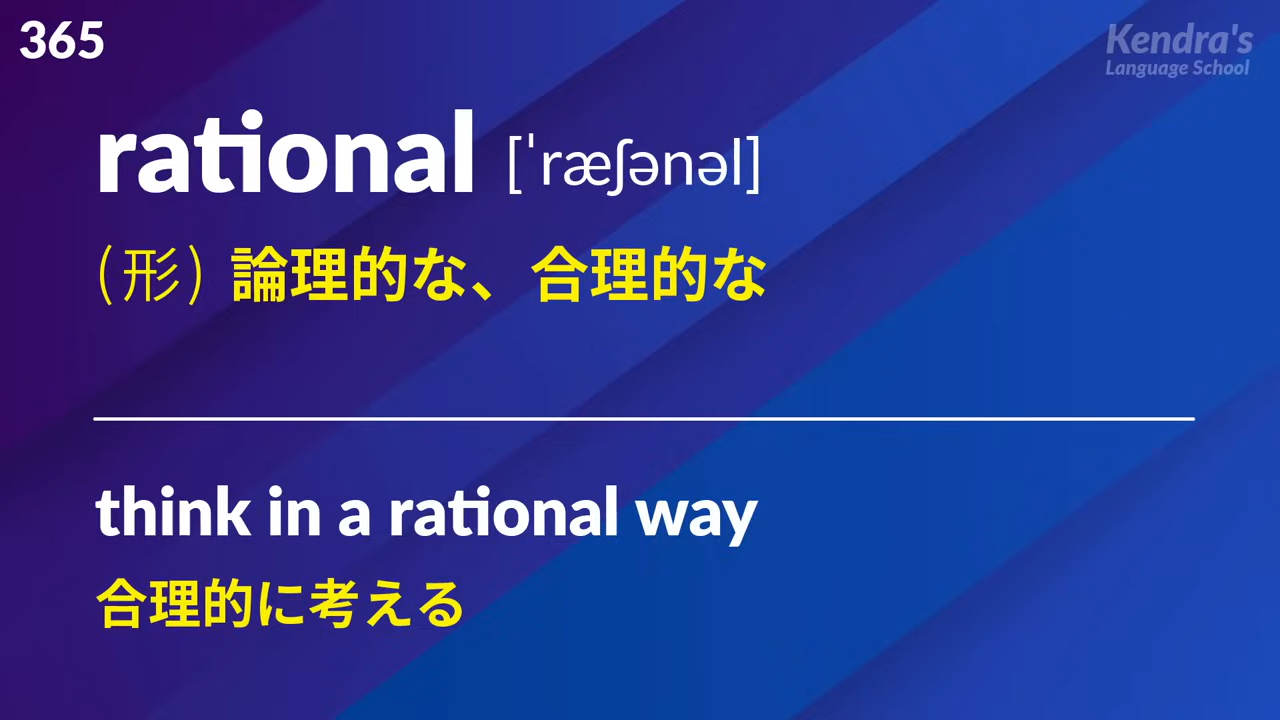 365
Kendra's
Language School
rational [ˈræʃənəl]
(形) 論理的な、合理的な
think in a rational way
合理的に考える